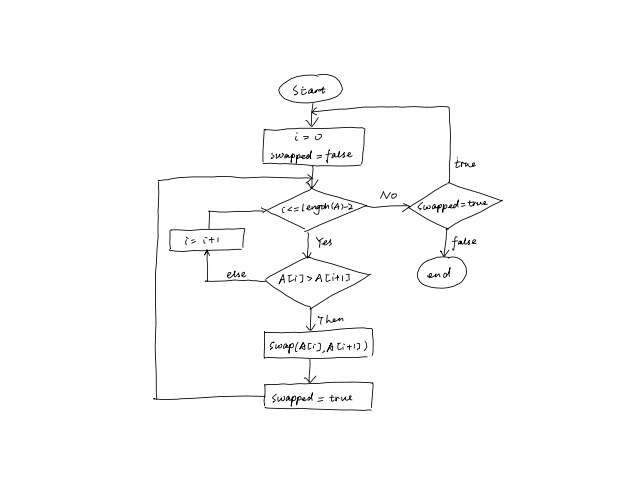 Start
i = 0
swapped = false
true
i <= length(A)-2
No
swapped = true
i = i+1
Yes
false
else
A[i] > A[i+1]
end
Then
swap(A[i], A[i+1])
swapped = true